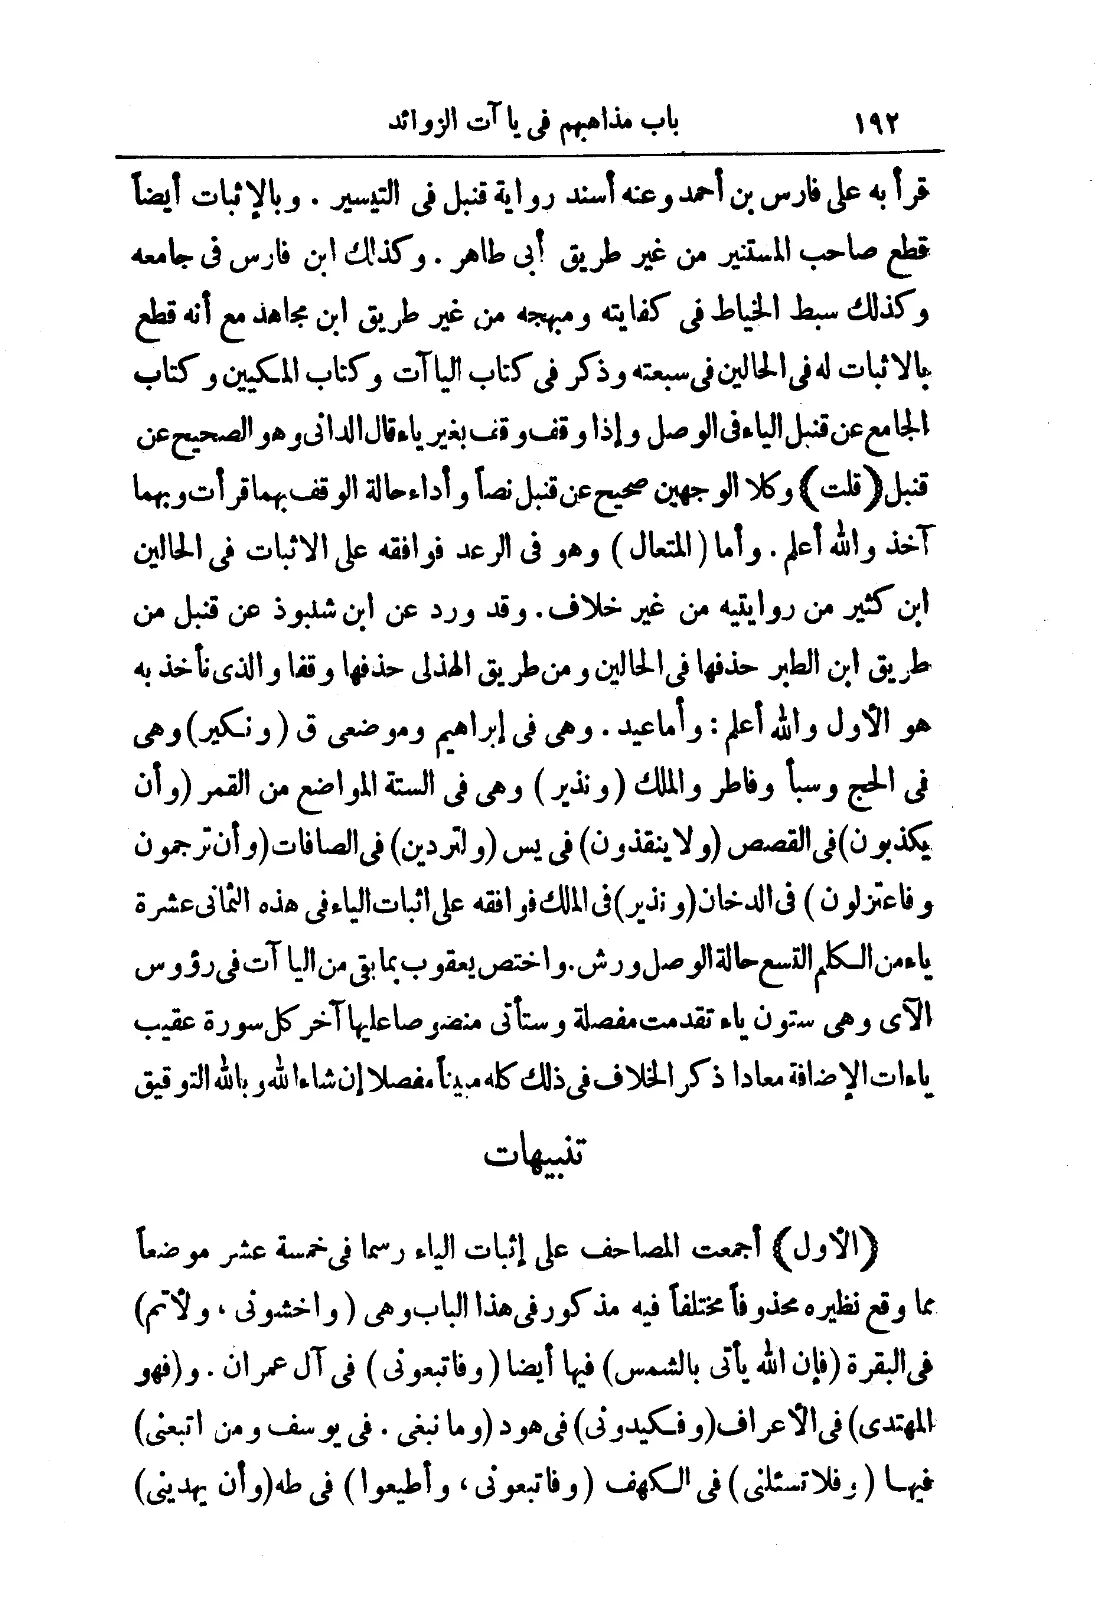 ١٩٢ باب مذاهبهم فى ياآت الزوائد
قرأ به على فارس بن أحمد وعنه أسند رواية قنبل فى التيسير . وبالإثبات أيضاً
قطع صاحب المستنير من غير طريق أبى طاهر . وكذلك ابن فارس فى جامعه
وكذلك سبط الخياط فى كفايته ومبهجه من غير طريق ابن مجاهد مع أنه قطع
بالاثبات له فى الحالين فى سبعته وذكر فى كتاب الياآت وكتاب المكيين وكتاب
الجامع عن قنبل الياء فى الوصل وإذا وقف وقف بغير ياء قال الدانى وهو الصحيح عن
قنبل (قلت) وكلا الوجهين صحيح عن قنبل نصاً وأداء حالة الوقف بهما قرأت وبهما
آخذ والله أعلم . وأما (المتعال) وهو فى الرعد فوافقه على الاثبات فى الحالين
ابن كثير من روايتيه من غير خلاف . وقد ورد عن ابن شنبوذ عن قنبل من
طريق ابن الطبر حذفها فى الحالين ومن طريق الهذلى حذفها وقفا والذى نأخذ به
هو الأول والله أعلم : وأما عيد . وهى فى إبراهيم وموضعى ق (ونكير) وهى
فى الحج وسبأ وفاطر والملك (ونذير) وهى فى الستة المواضع من القمر (وأن
يكذبون) فى القصص (ولا ينقذون) فى يس (ولتردين) فى الصافات (وأن ترجمون
وفاعتزلون) فى الدخان (ونذير) فى الملك فوافقه على اثبات الياء فى هذه الثمانى عشرة
ياء من الكلم التسع حالة الوصل ورش . واختص يعقوب بما بقى من الياآت فى رؤوس
الآى وهى ستون ياء تقدمت مفصلة وستأتى منصوصا عليها آخر كل سورة عقيب
ياءات الإضافة معادا ذكر الخلاف فى ذلك كله مبيناً مفصلا إن شاء الله وبالله التوفيق
تنبيهات
(الأول) أجمعت المصاحف على إثبات الياء رسما فى خمسة عشر موضعاً
مما وقع نظيره محذوفاً مختلفاً فيه مذكور فى هذا الباب وهى (واخشونى ، ولأتم)
فى البقرة (فإن الله يأتى بالشمس) فيها أيضا (وفاتبعونى) فى آل عمران . و(فهو
المهتدى) فى الأعراف (وفكيدونى) فى هود (وما نبغى . فى يوسف ومن اتبعنى)
فيها (وفلا تسئلنى) فى الكهف (وفاتبعونى ، وأطيعوا) فى طه (وأن يهدينى)